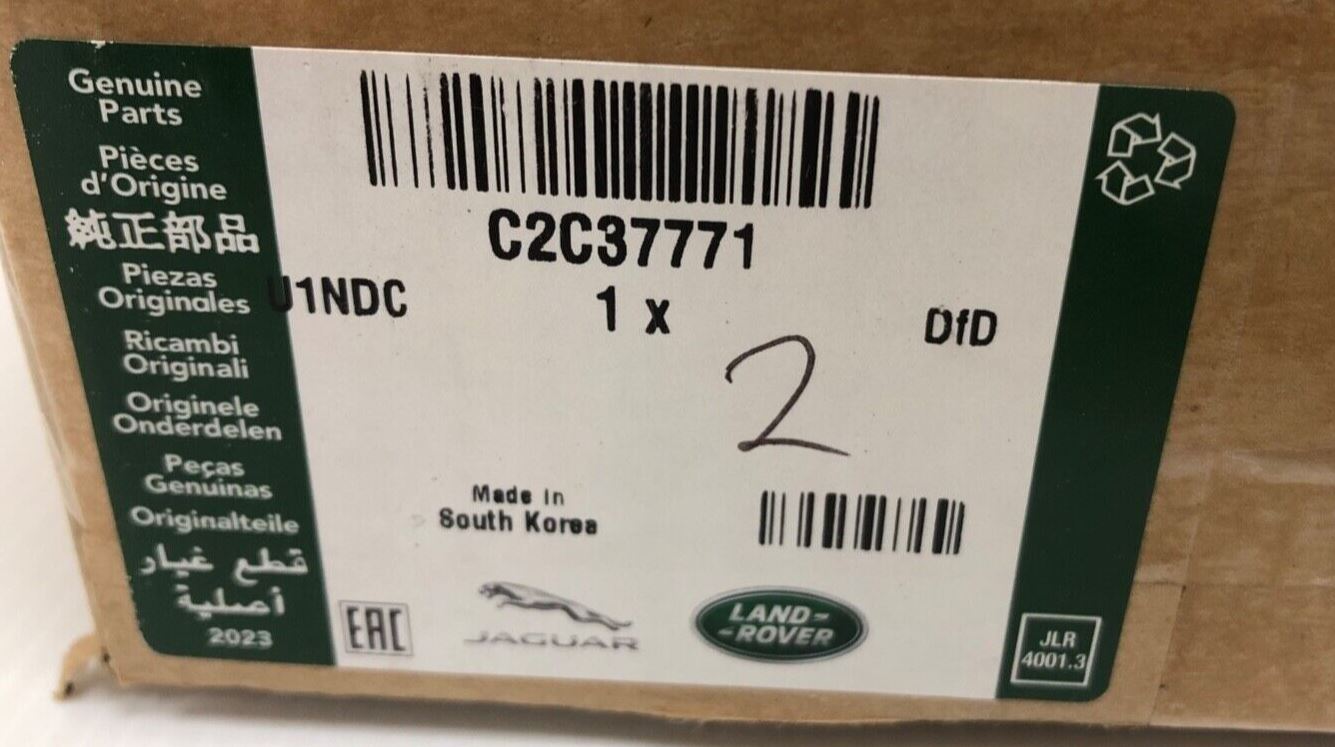 Genuine
Parts
Pièces
d'Origine
純正部品
Piezas
Originales
Ricambi
Originali
Originele
Onderdelen
Peças
Genuinas
Originalteile
قطع غيار
أصلية
2023
C2C37771
U1NDC
1 x
DfD
2
Made in
South Korea
EAC
JAGUAR
LAND-
-ROVER
JLR
4001.3